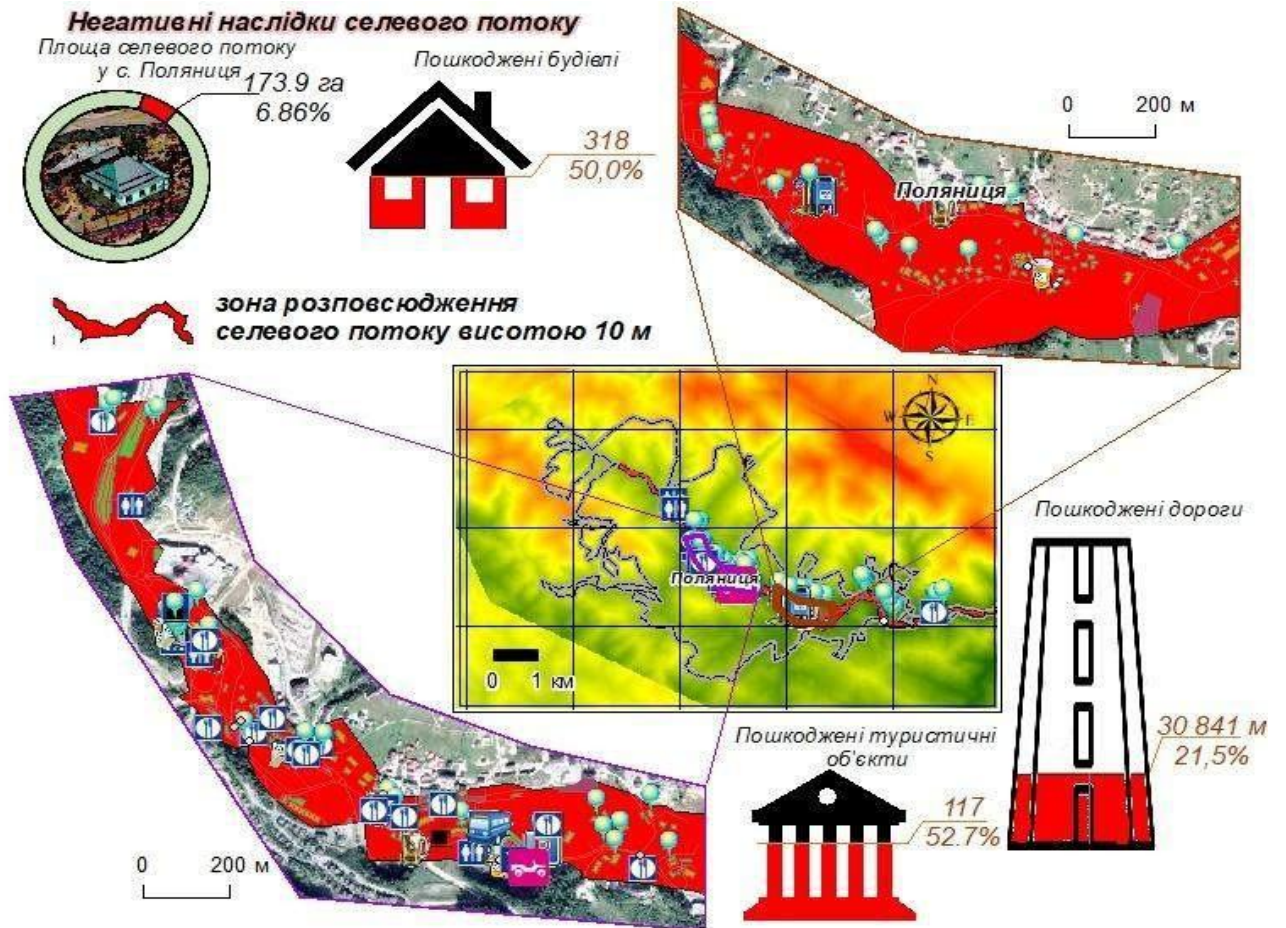 Негативні наслідки селевого потоку
Площа селевого потоку
у с. Поляниця
173.9 га
6.86%
Пошкоджені будівлі
318
50,0%
0 200 м
Поляниця
зона розповсюдження
селевого потоку висотою 10 м
N
W E
S
Поляниця
0 1 км
Пошкоджені дороги
30 841 м
21,5%
Пошкоджені туристичні
об'єкти
117
52.7%
0 200 м